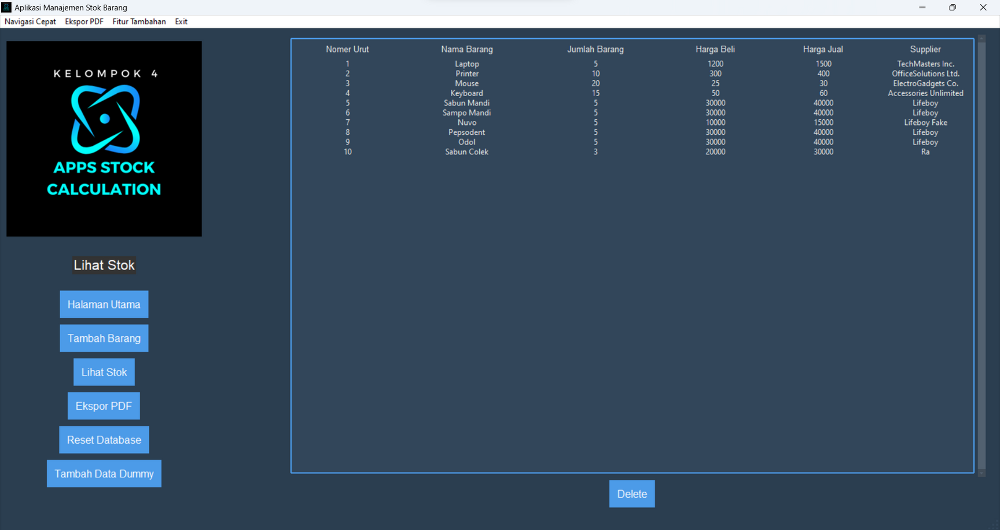 Aplikasi Manajemen Stok Barang
Navigasi Cepat Ekspor PDF Fitur Tambahan Exit
KELOMPOK 4
APPS STOCK
CALCULATION
Lihat Stok
Halaman Utama
Tambah Barang
Lihat Stok
Ekspor PDF
Reset Database
Tambah Data Dummy
Nomer Urut Nama Barang Jumlah Barang Harga Beli Harga Jual Supplier
1 Laptop 5 1200 1500 TechMasters Inc.
2 Printer 10 300 400 OfficeSolutions Ltd.
3 Mouse 20 25 30 ElectroGadgets Co.
4 Keyboard 15 50 60 Accessories Unlimited
5 Sabun Mandi 5 30000 40000 Lifeboy
6 Sampo Mandi 5 30000 40000 Lifeboy
7 Nuvo 5 10000 15000 Lifeboy Fake
8 Pepsodent 5 30000 40000 Lifeboy
9 Odol 5 30000 40000 Lifeboy
10 Sabun Colek 3 20000 30000 Ra
Delete